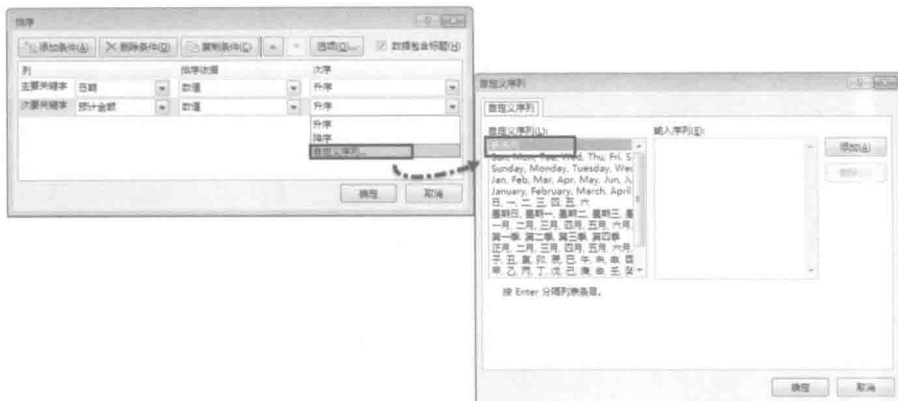 排序
添加条件(A) 删除条件(D) 复制条件(C) 选项(O)... 数据包含标题(H)
列 排序依据 次序
主要关键字 日期 数值 升序
次要关键字 预计金额 数值 升序
升序
降序
自定义序列...
确定 取消
自定义序列
自定义序列
自定义序列(L): 输入序列(E):
新序列
Sun, Mon, Tue, Wed, Thu, Fri, S
Sunday, Monday, Tuesday, Wed
Jan, Feb, Mar, Apr, May, Jun, Ju
January, February, March, April
日, 一, 二, 三, 四, 五, 六
星期日, 星期一, 星期二, 星期三, 星
一月, 二月, 三月, 四月, 五月, 六月,
第一季, 第二季, 第三季, 第四季
正月, 二月, 三月, 四月, 五月, 六月,
子, 丑, 寅, 卯, 辰, 巳, 午, 未, 申, 酉
甲, 乙, 丙, 丁, 戊, 己, 庚, 辛, 壬, 癸
添加(A)
删除
按 Enter 分隔列表条目。
确定 取消